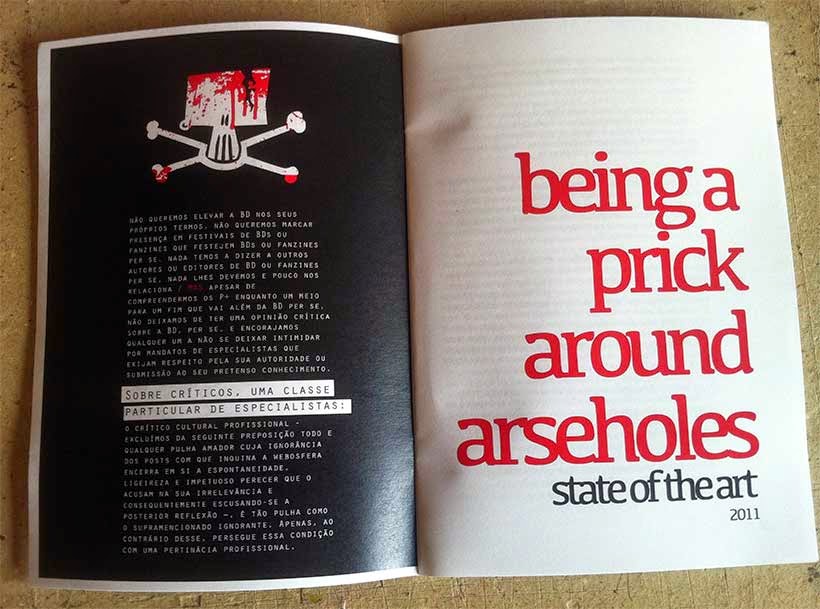 NÃO QUEREMOS ELEVAR A BD NOS SEUS
PRÓPRIOS TERMOS. NÃO QUEREMOS MARCAR
PRESENÇA EM FESTIVAIS DE BDS OU
FANZINES QUE FESTEJEM BDS OU FANZINES
PER SE. NADA TEMOS A DIZER A OUTROS
AUTORES OU EDITORES DE BD OU FANZINES
PER SE. NADA LHES DEVEMOS E POUCO NOS
RELACIONA / MAS APESAR DE
COMPREENDERMOS OS P+ ENQUANTO UM MEIO
PARA UM FIM QUE VAI ALÉM DA BD PER SE,
NÃO DEIXAMOS DE TER UMA OPINIÃO CRÍTICA
SOBRE A BD, PER SE. E ENCORAJAMOS
QUALQUER UM A NÃO SE DEIXAR INTIMIDAR
POR MANDATOS DE ESPECIALISTAS QUE
EXIJAM RESPEITO PELA SUA AUTORIDADE OU
SUBMISSÃO AO SEU PRETENSO CONHECIMENTO.
SOBRE CRÍTICOS, UMA CLASSE
PARTICULAR DE ESPECIALISTAS:
O CRÍTICO CULTURAL PROFISSIONAL –
EXCLUÍMOS DA SEGUINTE PREPOSIÇÃO TODO E
QUALQUER PULHA AMADOR CUJA IGNORÂNCIA
DOS POSTS COM QUE INQUINA A WEBOSFERA
ENCERRA EM SI A ESPONTANEIDADE,
LIGEIREZA E IMPETUOSO PERECER QUE O
ACUSAM NA SUA IRRELEVÂNCIA E
CONSEQUENTEMENTE ESCUSANDO-SE A
POSTERIOR REFLEXÃO –, É TÃO PULHA COMO
O SUPRAMENCIONADO IGNORANTE. APENAS, AO
CONTRÁRIO DESSE, PERSEGUE ESSA CONDIÇÃO
COM UMA PERTINÁCIA PROFISSIONAL.
being a
prick
around
arseholes
state of the art
2011